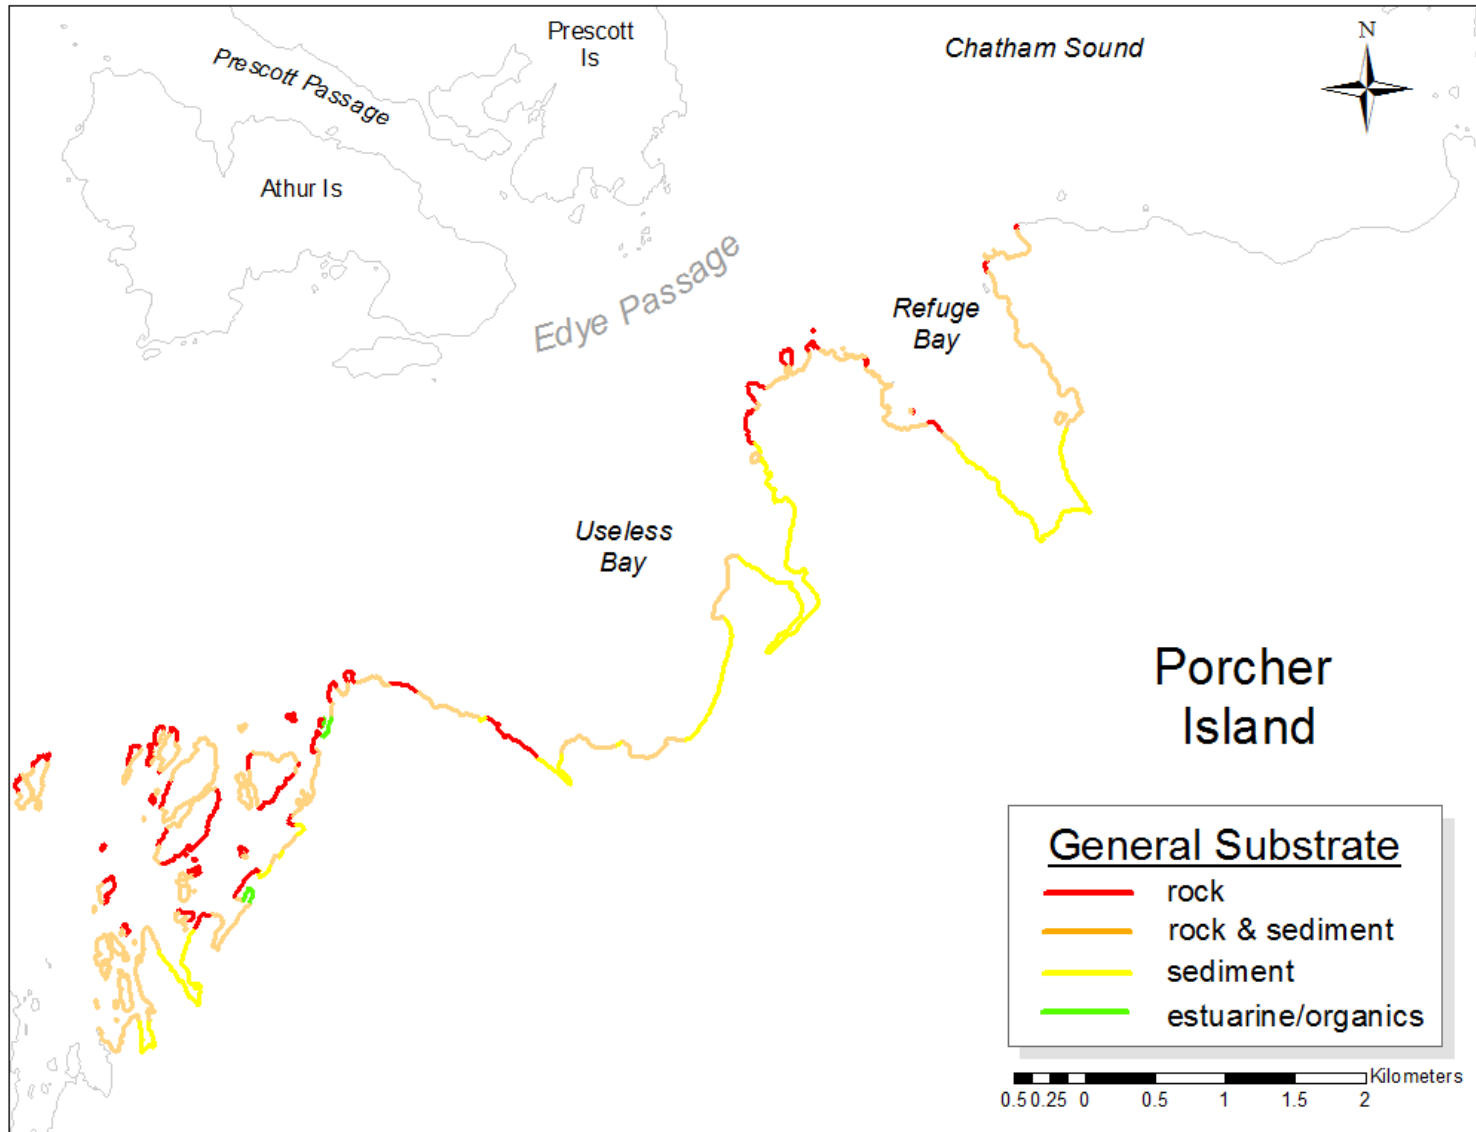 Prescott
Is
Chatham Sound
N
Prescott Passage
Athur Is
Edye Passage
Refuge
Bay
Useless
Bay
Porcher
Island
General Substrate
rock
rock & sediment
sediment
estuarine/organics
Kilometers
0.5 0.25 0 0.5 1 1.5 2